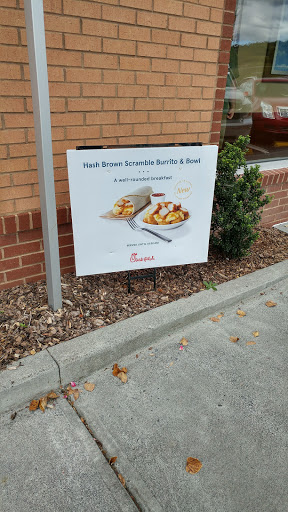 Hash Brown Scramble Burrito & Bowl
A well-rounded breakfast
New
Chick-fil-A